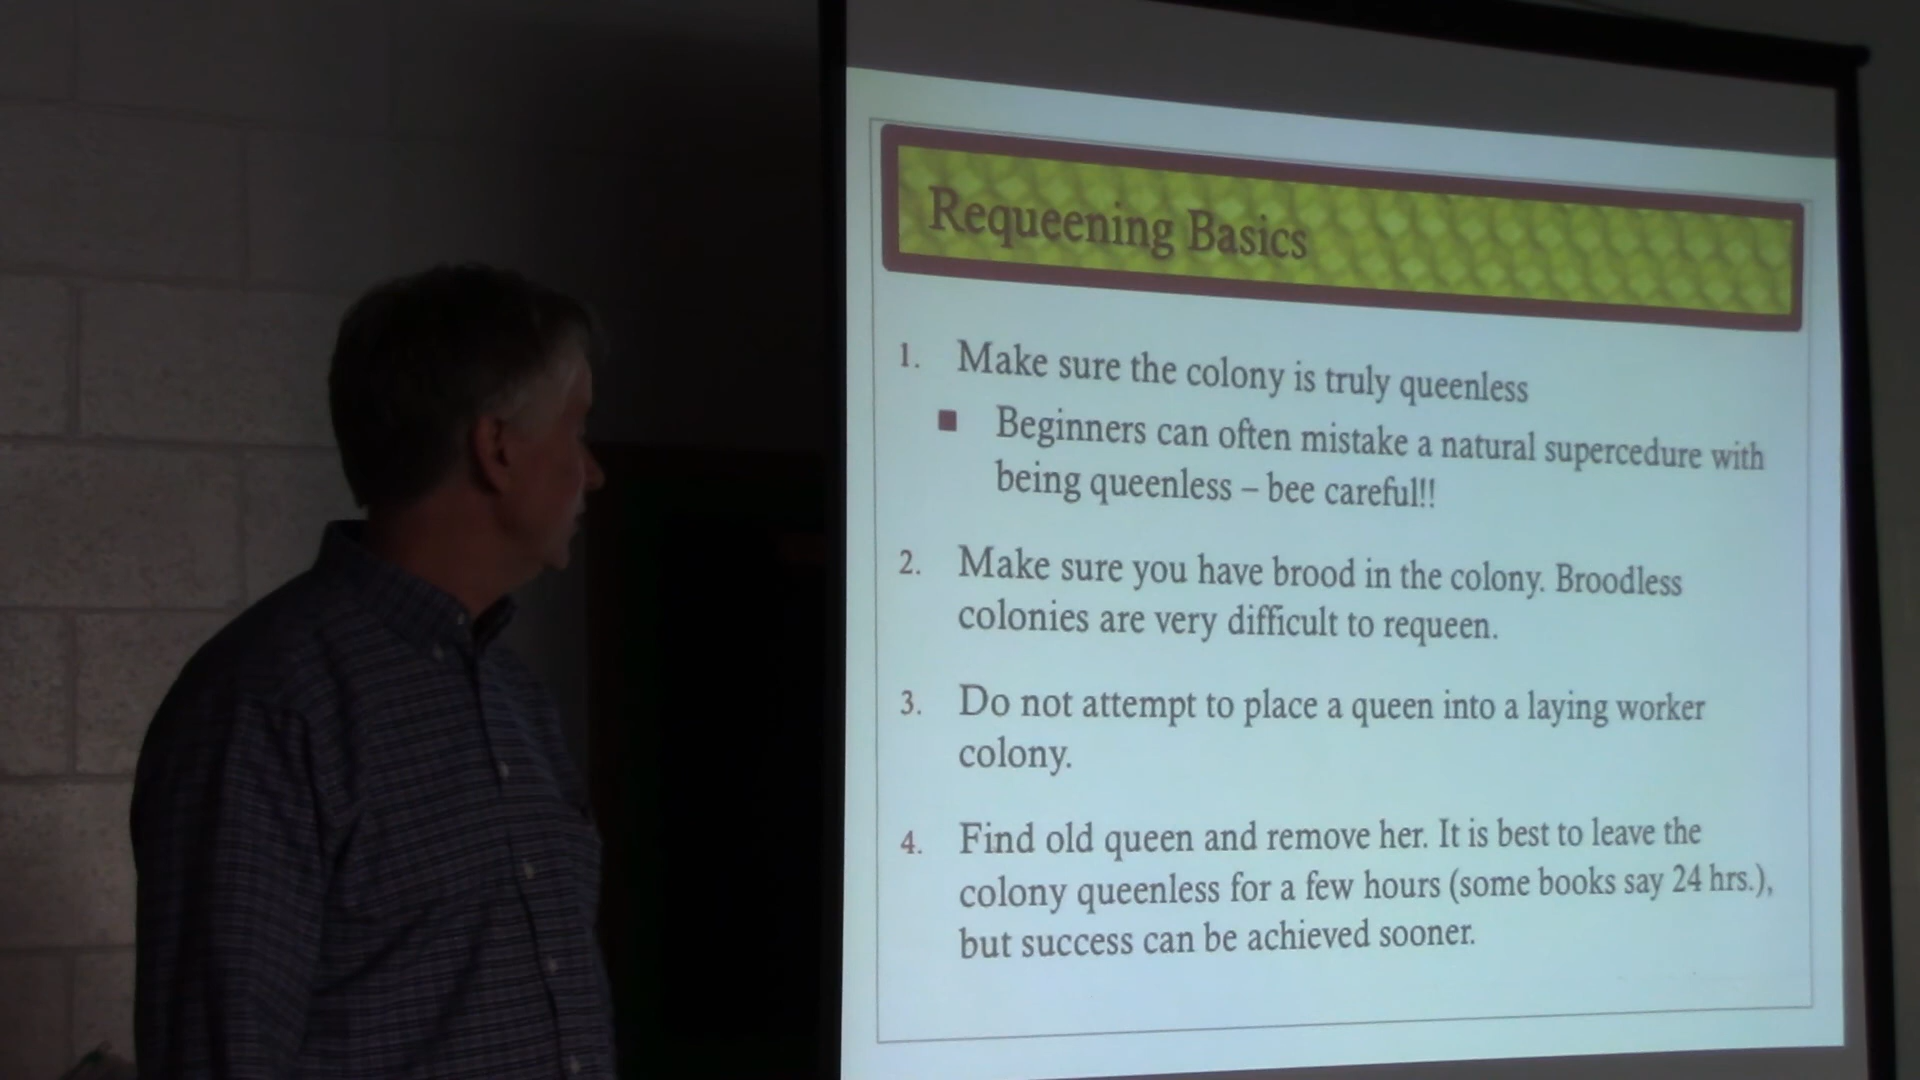 Requeening Basics
1. Make sure the colony is truly queenless
Beginners can often mistake a natural supercedure with
being queenless – bee careful!!
2. Make sure you have brood in the colony. Broodless
colonies are very difficult to requeen.
3. Do not attempt to place a queen into a laying worker
colony.
4. Find old queen and remove her. It is best to leave the
colony queenless for a few hours (some books say 24 hrs.),
but success can be achieved sooner.